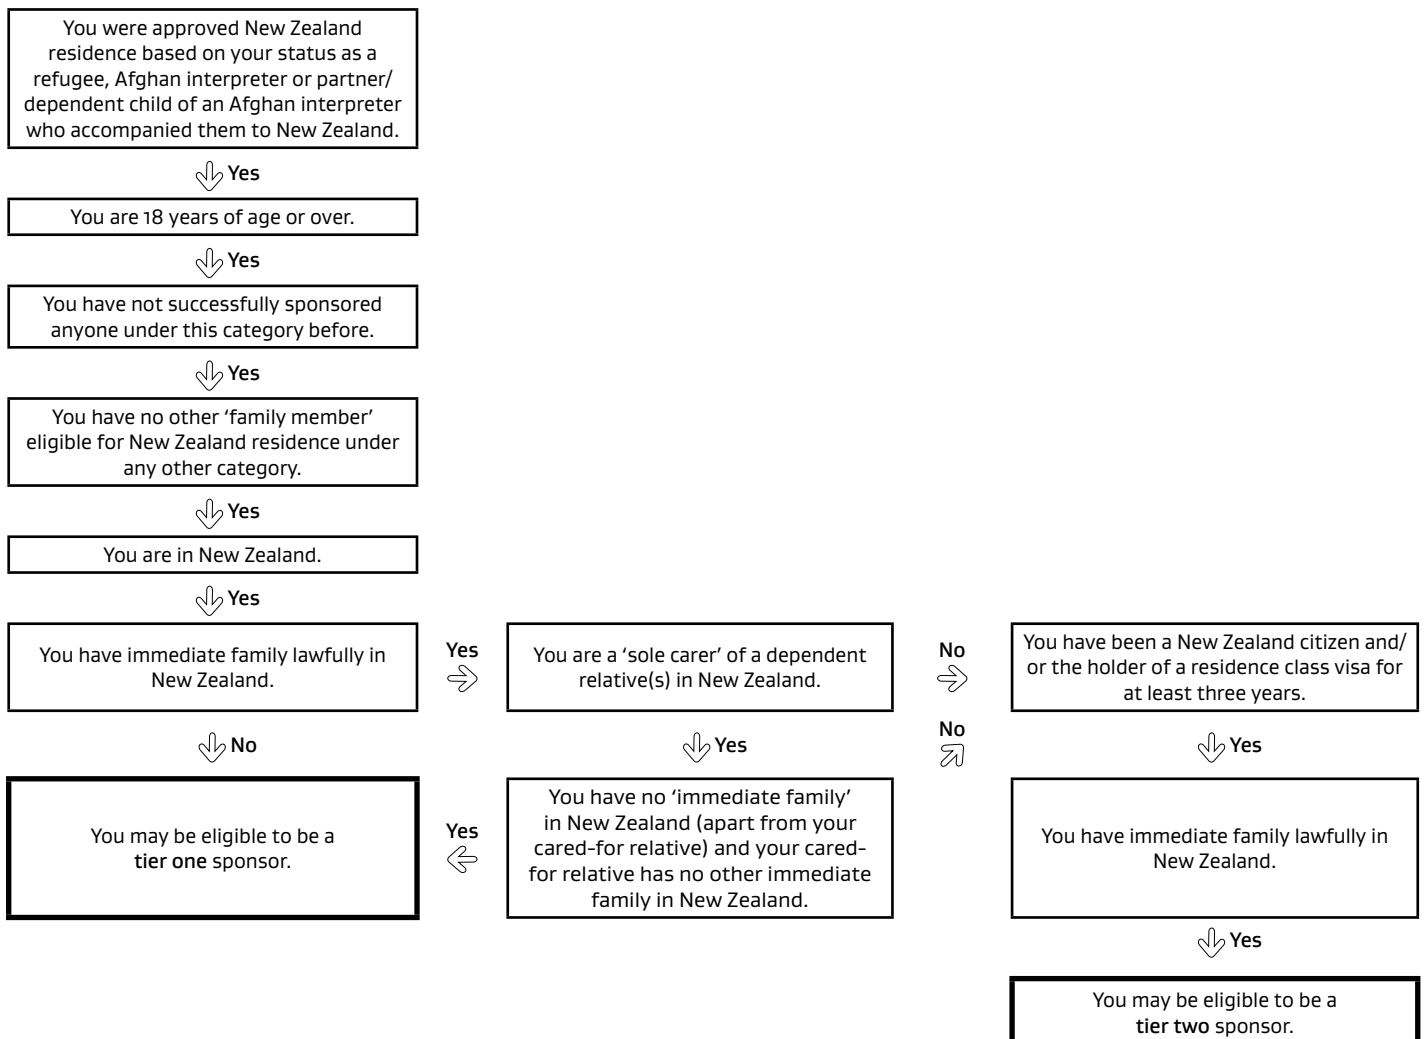 You were approved New Zealand
residence based on your status as a
refugee, Afghan interpreter or partner/
dependent child of an Afghan interpreter
who accompanied them to New Zealand.
Yes
You are 18 years of age or over.
Yes
You have not successfully sponsored
anyone under this category before.
Yes
You have no other ‘family member’
eligible for New Zealand residence under
any other category.
Yes
You are in New Zealand.
Yes
You have immediate family lawfully in
New Zealand.
Yes
You are a ‘sole carer’ of a dependent
relative(s) in New Zealand.
No
You have been a New Zealand citizen and/
or the holder of a residence class visa for
at least three years.
No
Yes
No
Yes
You may be eligible to be a
tier one sponsor.
Yes
You have no ‘immediate family’
in New Zealand (apart from your
cared-for relative) and your cared-
for relative has no other immediate
family in New Zealand.
You have immediate family lawfully in
New Zealand.
Yes
You may be eligible to be a
tier two sponsor.